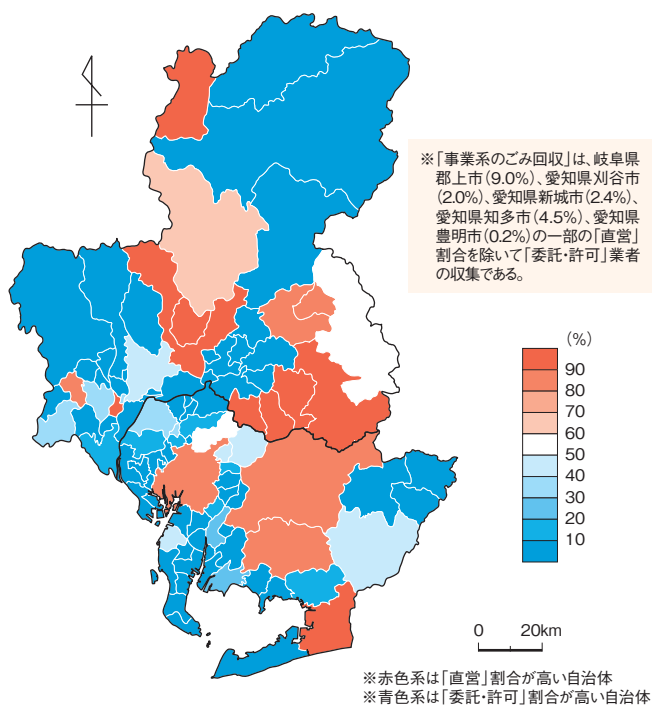 ※「事業系のごみ回収」は、岐阜県
郡上市(9.0%)、愛知県刈谷市
(2.0%)、愛知県新城市(2.4%)、
愛知県知多市(4.5%)、愛知県
豊明市(0.2%)の一部の「直営」
割合を除いて「委託・許可」業者
の収集である。
(%)
90
80
70
60
50
40
30
20
10
0 20km
※赤色系は「直営」割合が高い自治体
※青色系は「委託・許可」割合が高い自治体